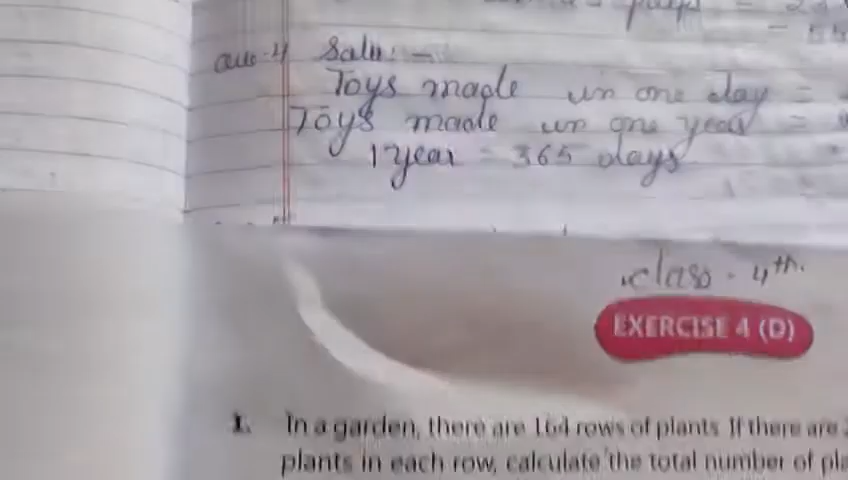 ans-4 Solu: -
Toys made in one day =
Toys made in one year =
1 year = 365 days
class - 4th.
EXERCISE 4 (D)
1. In a garden, there are 164 rows of plants. If there are
plants in each row, calculate the total number of